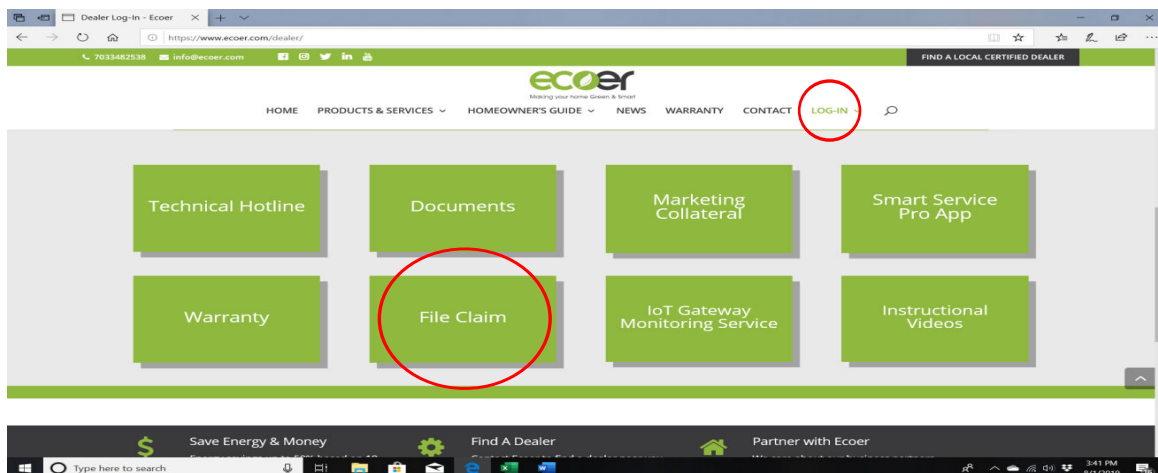 Dealer Log-In - Ecoer
https://www.ecoer.com/dealer/
7033482538 info@ecoer.com
FIND A LOCAL CERTIFIED DEALER
ecoer
Making your home Green & Smart
HOME PRODUCTS & SERVICES HOMEOWNER'S GUIDE NEWS WARRANTY CONTACT LOG-IN
Technical Hotline
Documents
Marketing
Collateral
Smart Service
Pro App
Warranty
File Claim
IoT Gateway
Monitoring Service
Instructional
Videos
Save Energy & Money
Find A Dealer
Partner with Ecoer
Type here to search
3:41 PM